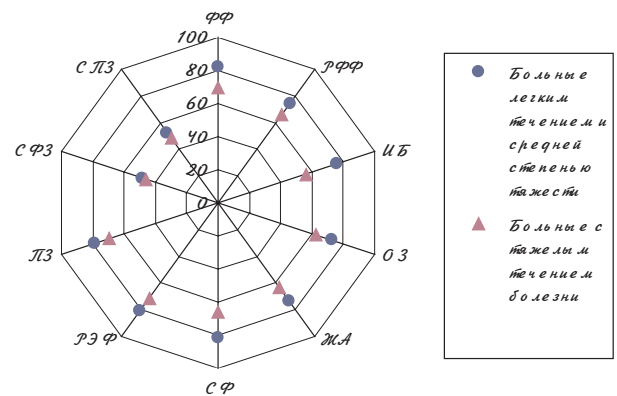 ФФ
100
СПЗ
РФФ
80
60
СФЗ
40
ИБ
20
0
ПЗ
ОЗ
РЭФ
ЖА
СФ
Больные
легким
течением и
средней
степенью
тяжести
Больные с
тяжелым
течением
болезни